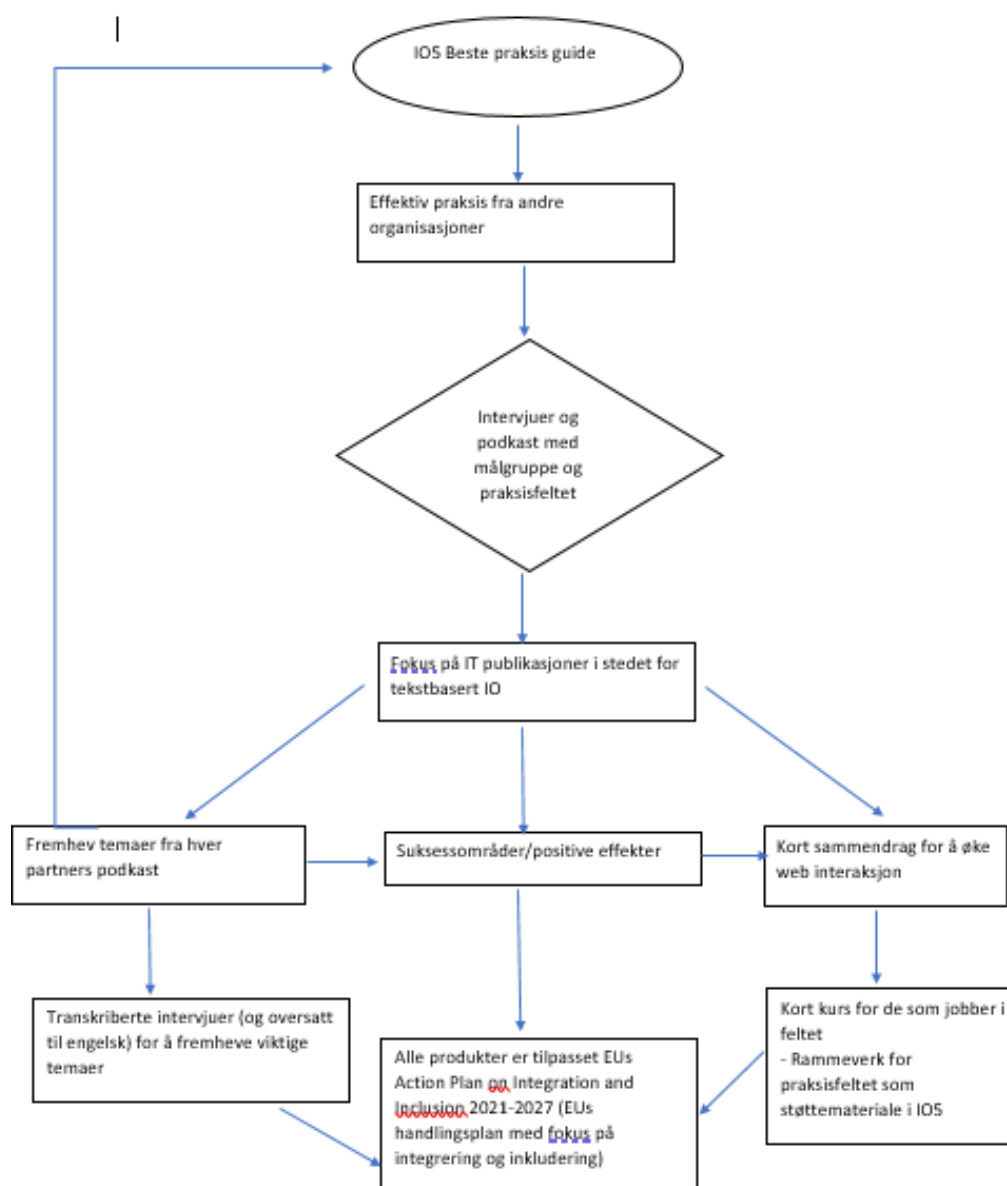 IO5 Beste praksis guide
Effektiv praksis fra andre
organisasjoner
Intervjuer og
podkast med
målgruppe og
praksisfeltet
Fokus på IT publikasjoner i stedet for
tekstbasert IO
Fremhev temaer fra hver
partners podkast
Suksessområder/positive effekter
Kort sammendrag for å øke
web interaksjon
Transkriberte intervjuer (og oversatt
til engelsk) for å fremheve viktige
temaer
Alle produkter er tilpasset EUs
Action Plan on Integration and
Inclusion 2021-2027 (EUs
handlingsplan med fokus på
integrering og inkludering)
Kort kurs for de som jobber i
feltet
- Rammeverk for
praksisfeltet som
støttemateriale i IO5